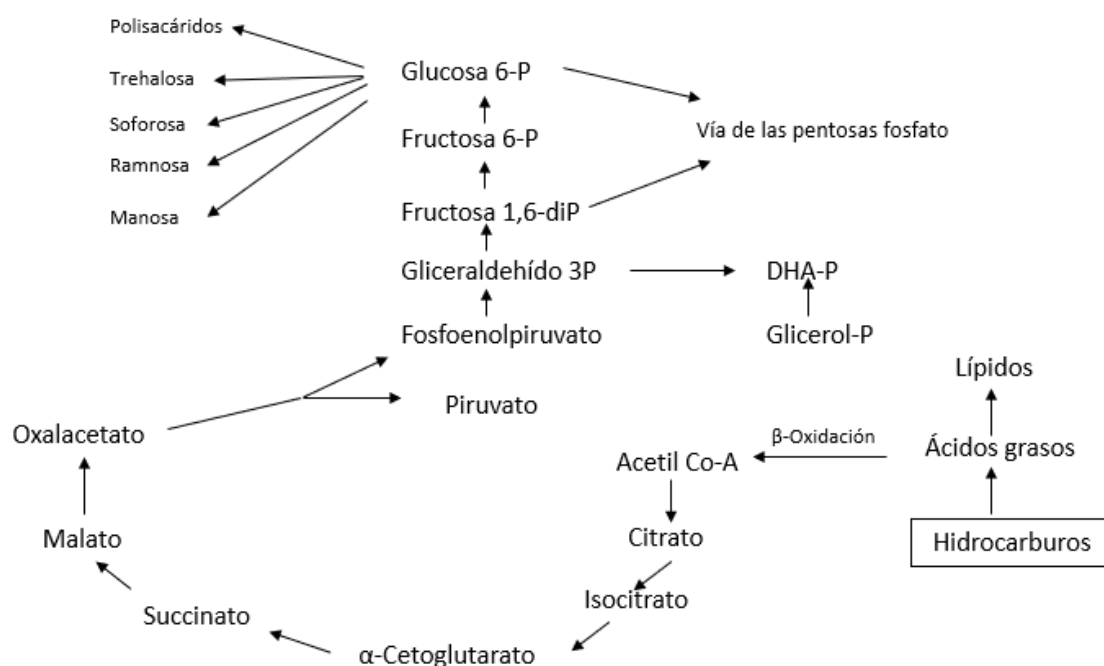 Polisacáridos
Trehalosa
Soforosa
Ramnosa
Manosa
Glucosa 6-P
Fructosa 6-P
Vía de las pentosas fosfato
Fructosa 1,6-diP
Gliceraldehído 3P
DHA-P
Fosfoenolpiruvato
Glicerol-P
Piruvato
Oxalacetato
Malato
Succinato
α-Cetoglutarato
Isocitrato
Citrato
Acetil Co-A
β-Oxidación
Lípidos
Ácidos grasos
Hidrocarburos